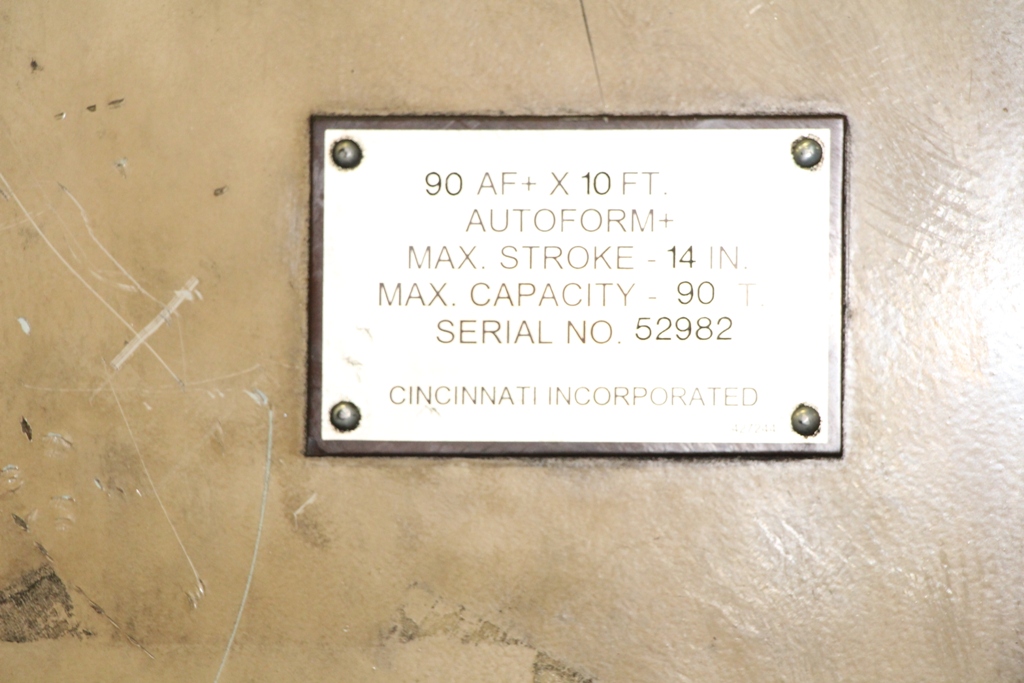 90 AF+ X 10 FT.
AUTOFORM+
MAX. STROKE - 14 IN.
MAX. CAPACITY - 90 T.
SERIAL NO. 52982
CINCINNATI INCORPORATED